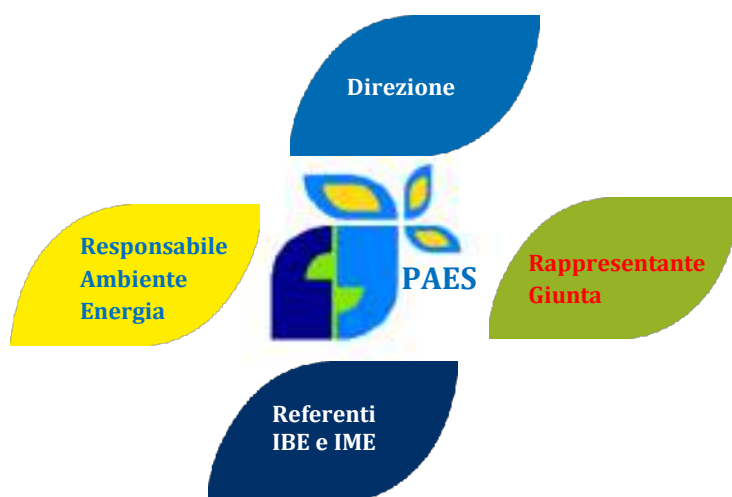 Direzione
Responsabile
Ambiente
Energia
PAES
Rappresentante
Giunta
Referenti
IBE e IME